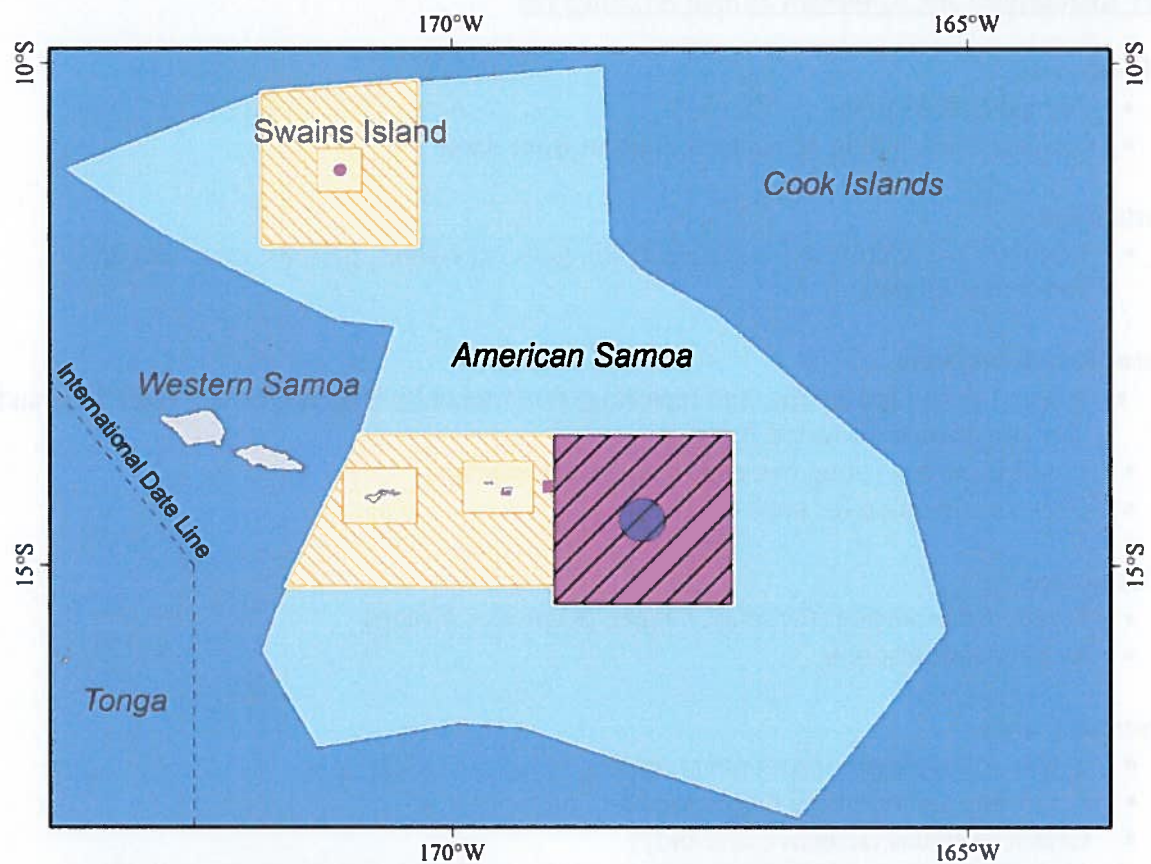 170°W
165°W
10°S
10°S
Swains Island
Cook Islands
American Samoa
Western Samoa
International Date Line
15°S
15°S
Tonga
170°W
165°W